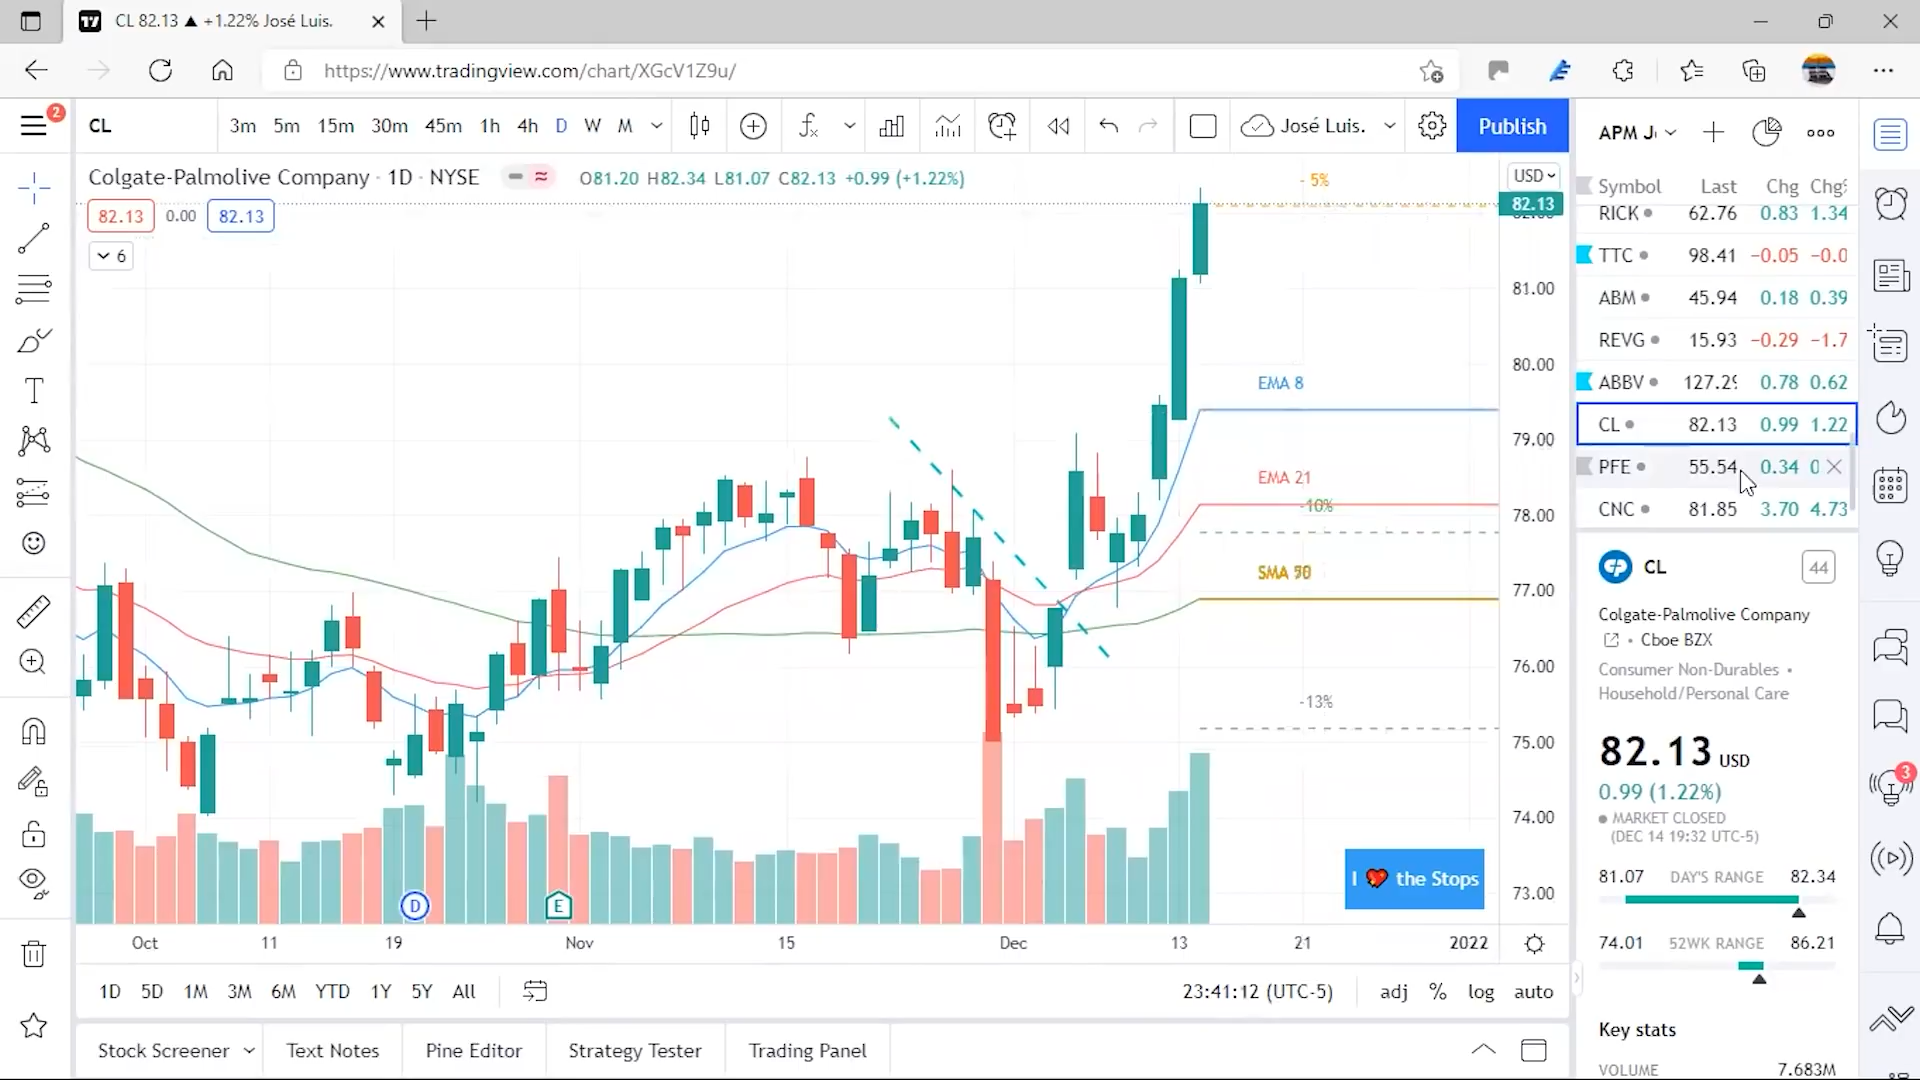 CL 82.13 ▲ +1.22% José Luis.
https://www.tradingview.com/chart/XGcV1Z9u/
2
CL
3m 5m 15m 30m 45m 1h 4h D W M
José Luis.
Publish
APM
Colgate-Palmolive Company · 1D · NYSE
O81.20 H82.34 L81.07 C82.13 +0.99 (+1.22%)
82.13 0.00 82.13
6
- 5%
EMA 8
EMA 21
-10%
-13%
I ❤ the Stops
USD
82.13
81.00
80.00
79.00
78.00
77.00
76.00
75.00
74.00
73.00
D
E
Oct 11 19 Nov 15 Dec 13 21 2022
1D 5D 1M 3M 6M YTD 1Y 5Y All
23:41:12 (UTC-5)
adj % log auto
Stock Screener
Text Notes
Pine Editor
Strategy Tester
Trading Panel
Symbol Last Chg Chg%
RICK 62.76 0.83 1.34
TTC 98.41 −0.05 −0.0
ABM 45.94 0.18 0.39
REVG 15.93 −0.29 −1.7
ABBV 127.29 0.78 0.62
CL 82.13 0.99 1.22
PFE 55.54 0.34 0
CNC 81.85 3.70 4.73
CL
44
Colgate-Palmolive Company
• Cboe BZX
Consumer Non-Durables •
Household/Personal Care
82.13 USD
0.99 (1.22%)
MARKET CLOSED
(DEC 14 19:32 UTC-5)
81.07 DAY'S RANGE 82.34
74.01 52WK RANGE 86.21
Key stats
VOLUME 7.683M
3